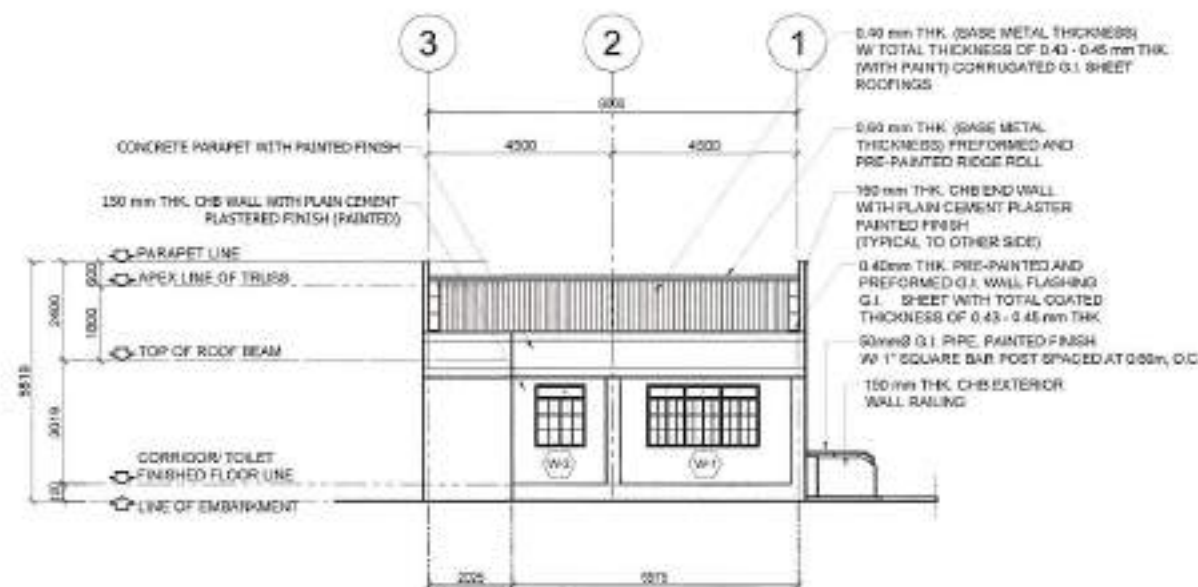 3
2
1
0.40 mm THK. (BASE METAL THICKNESS)
W/ TOTAL THICKNESS OF 0.43 - 0.45 mm THK.
(WITH PAINT) CORRUGATED G.I. SHEET
ROOFINGS
4500
4500
CONCRETE PARAPET WITH PAINTED FINISH
0.60 mm THK. (BASE METAL
THICKNESS) PREFORMED AND
PRE-PAINTED RIDGE ROLL
150 mm THK. CHB WALL WITH PLAIN CEMENT
PLASTERED FINISH (PAINTED)
150 mm THK. CHB END WALL
WITH PLAIN CEMENT PLASTER
PAINTED FINISH
(TYPICAL TO OTHER SIDE)
PARAPET LINE
600
APEX LINE OF TRUSS
2400
1800
0.40mm THK. PRE-PAINTED AND
PREFORMED G.I. WALL FLASHING
G.I. SHEET WITH TOTAL COATED
THICKNESS OF 0.43 - 0.45 mm THK
TOP OF ROOF BEAM
50mmØ G.I. PIPE, PAINTED FINISH
W/ 1" SQUARE BAR POST SPACED AT 0.60m, O.C.
150 mm THK. CHB EXTERIOR
WALL RAILING
5819
3019
W-2
W-1
CORRIDOR/ TOILET
FINISHED FLOOR LINE
LINE OF EMBANKMENT
2025
6975